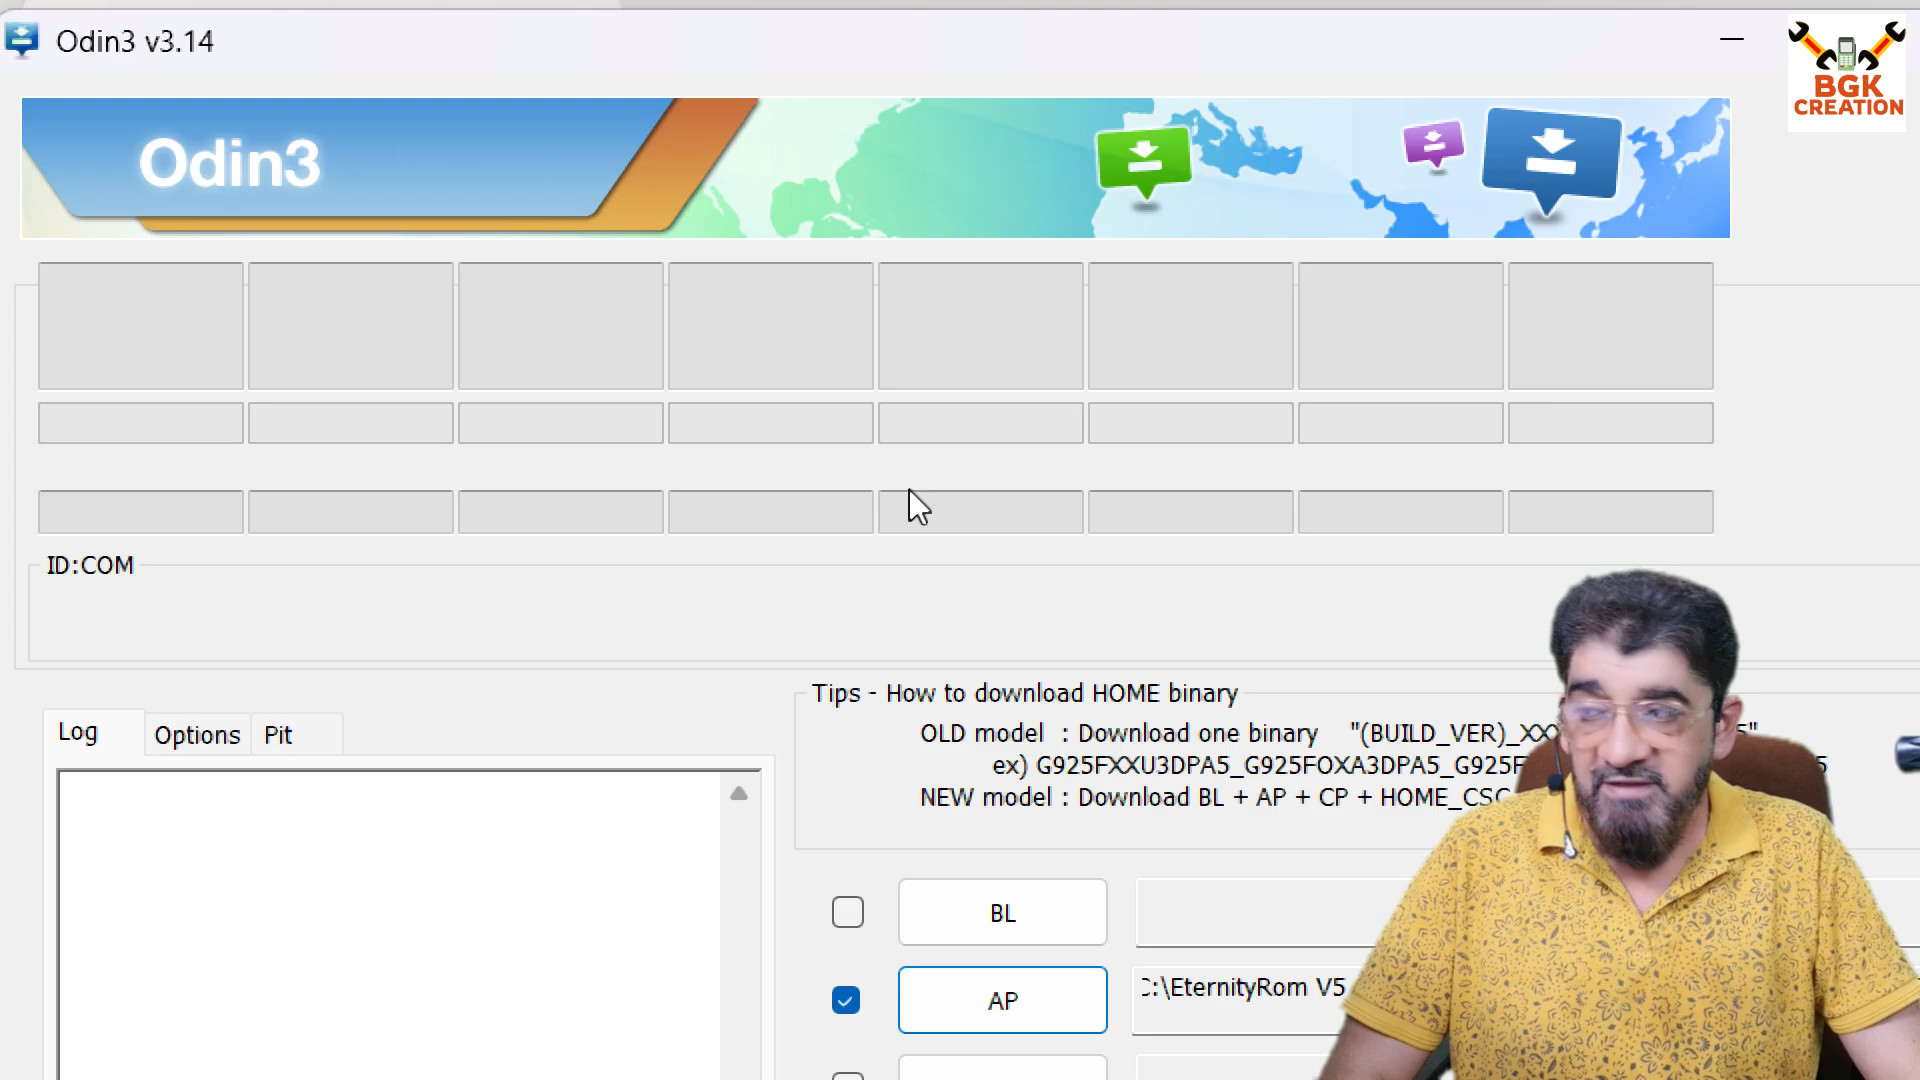 Odin3 v3.14
BGK
CREATION
Odin3
ID:COM
Log
Options
Pit
Tips - How to download HOME binary
OLD model : Download one binary "(BUILD_VER)_XX
ex) G925FXXU3DPA5_G925FOXA3DPA5_G925F
NEW model : Download BL + AP + CP + HOME_CSC
BL
AP
C:\EternityRom V5